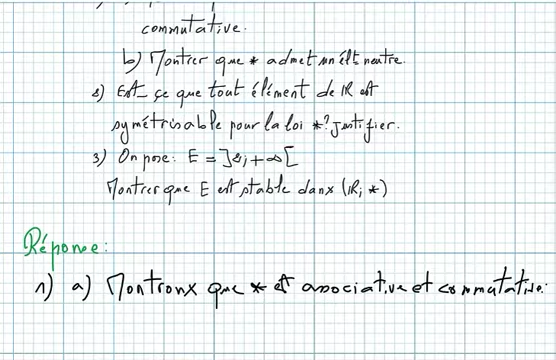 commutative.
b) Montrer que * admet un élt neutre.
2) Est-ce que tout élément de IR est
symétrisable pour la loi *? Justifier.
3) On pose: E = ]2; +∞[
Montrer que E est stable dans (IR; *)
Réponse:
1) a) Montrons que * est associative et commutative.